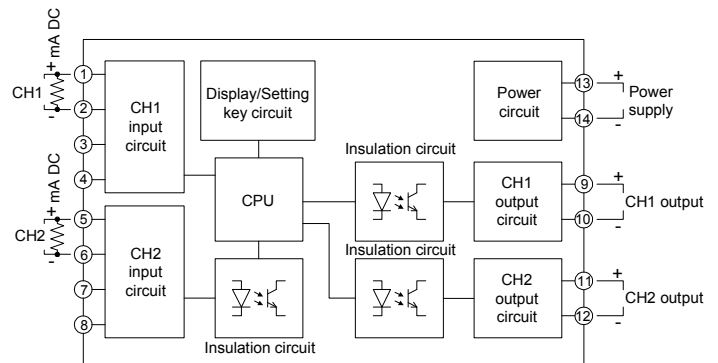 + mA DC
CH1
-
1
2
3
4
CH1
input
circuit
Display/Setting
key circuit
Power
circuit
13
14
+
Power
supply
-
+ mA DC
CH2
-
5
6
7
8
CH2
input
circuit
CPU
Insulation circuit
Insulation circuit
CH1
output
circuit
9
10
+
CH1 output
-
Insulation circuit
CH2
output
circuit
11
12
+
CH2 output
-